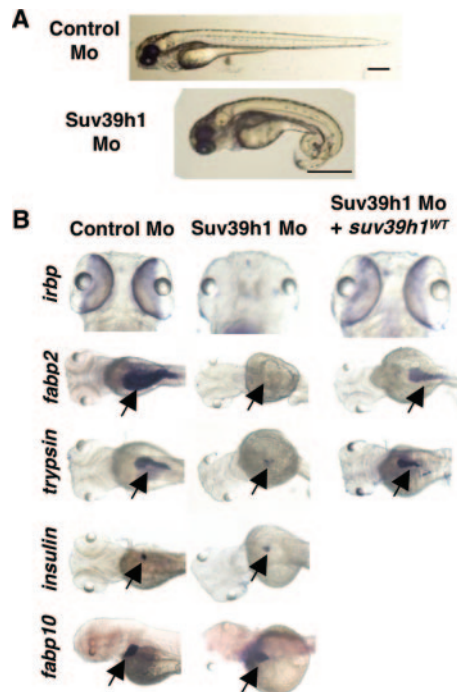 A
Control
Mo
Suv39h1
Mo
B
Control Mo
Suv39h1 Mo
Suv39h1 Mo
+ suv39h1WT
irbp
fabp2
trypsin
insulin
fabp10